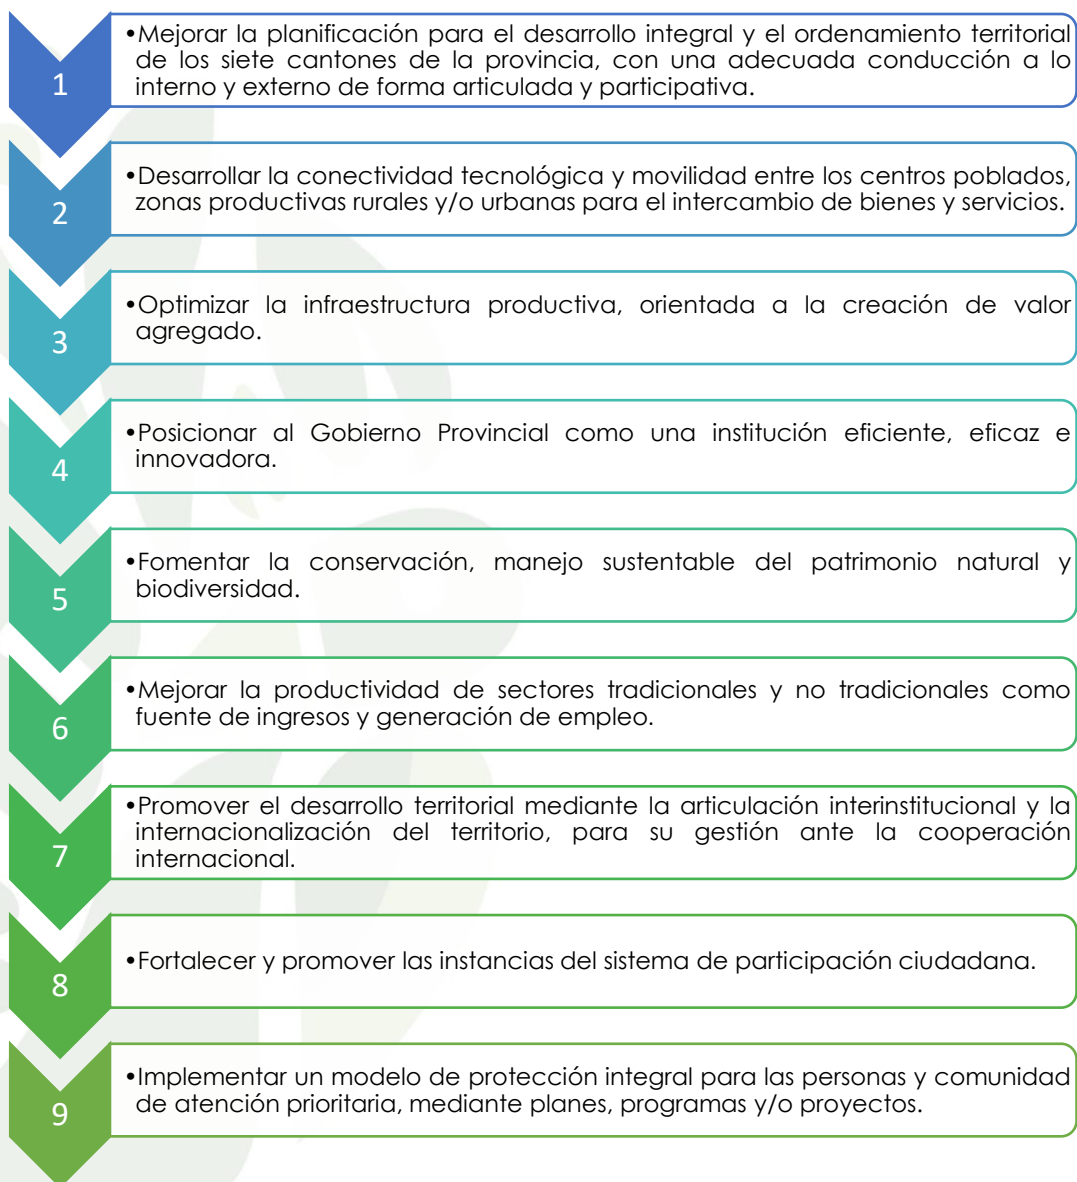 1
•Mejorar la planificación para el desarrollo integral y el ordenamiento territorial
de los siete cantones de la provincia, con una adecuada conducción a lo
interno y externo de forma articulada y participativa.
2
•Desarrollar la conectividad tecnológica y movilidad entre los centros poblados,
zonas productivas rurales y/o urbanas para el intercambio de bienes y servicios.
3
•Optimizar la infraestructura productiva, orientada a la creación de valor
agregado.
4
•Posicionar al Gobierno Provincial como una institución eficiente, eficaz e
innovadora.
5
•Fomentar la conservación, manejo sustentable del patrimonio natural y
biodiversidad.
6
•Mejorar la productividad de sectores tradicionales y no tradicionales como
fuente de ingresos y generación de empleo.
7
•Promover el desarrollo territorial mediante la articulación interinstitucional y la
internacionalización del territorio, para su gestión ante la cooperación
internacional.
8
•Fortalecer y promover las instancias del sistema de participación ciudadana.
9
•Implementar un modelo de protección integral para las personas y comunidad
de atención prioritaria, mediante planes, programas y/o proyectos.